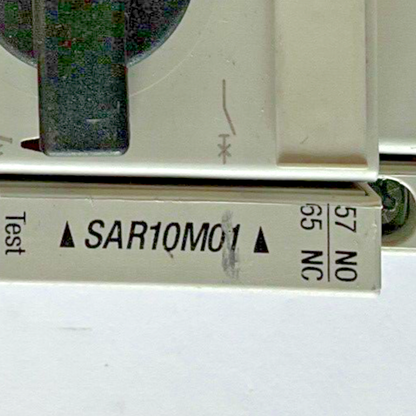 Test
▲ SAR10M01 ▲
57 NO
65 NC